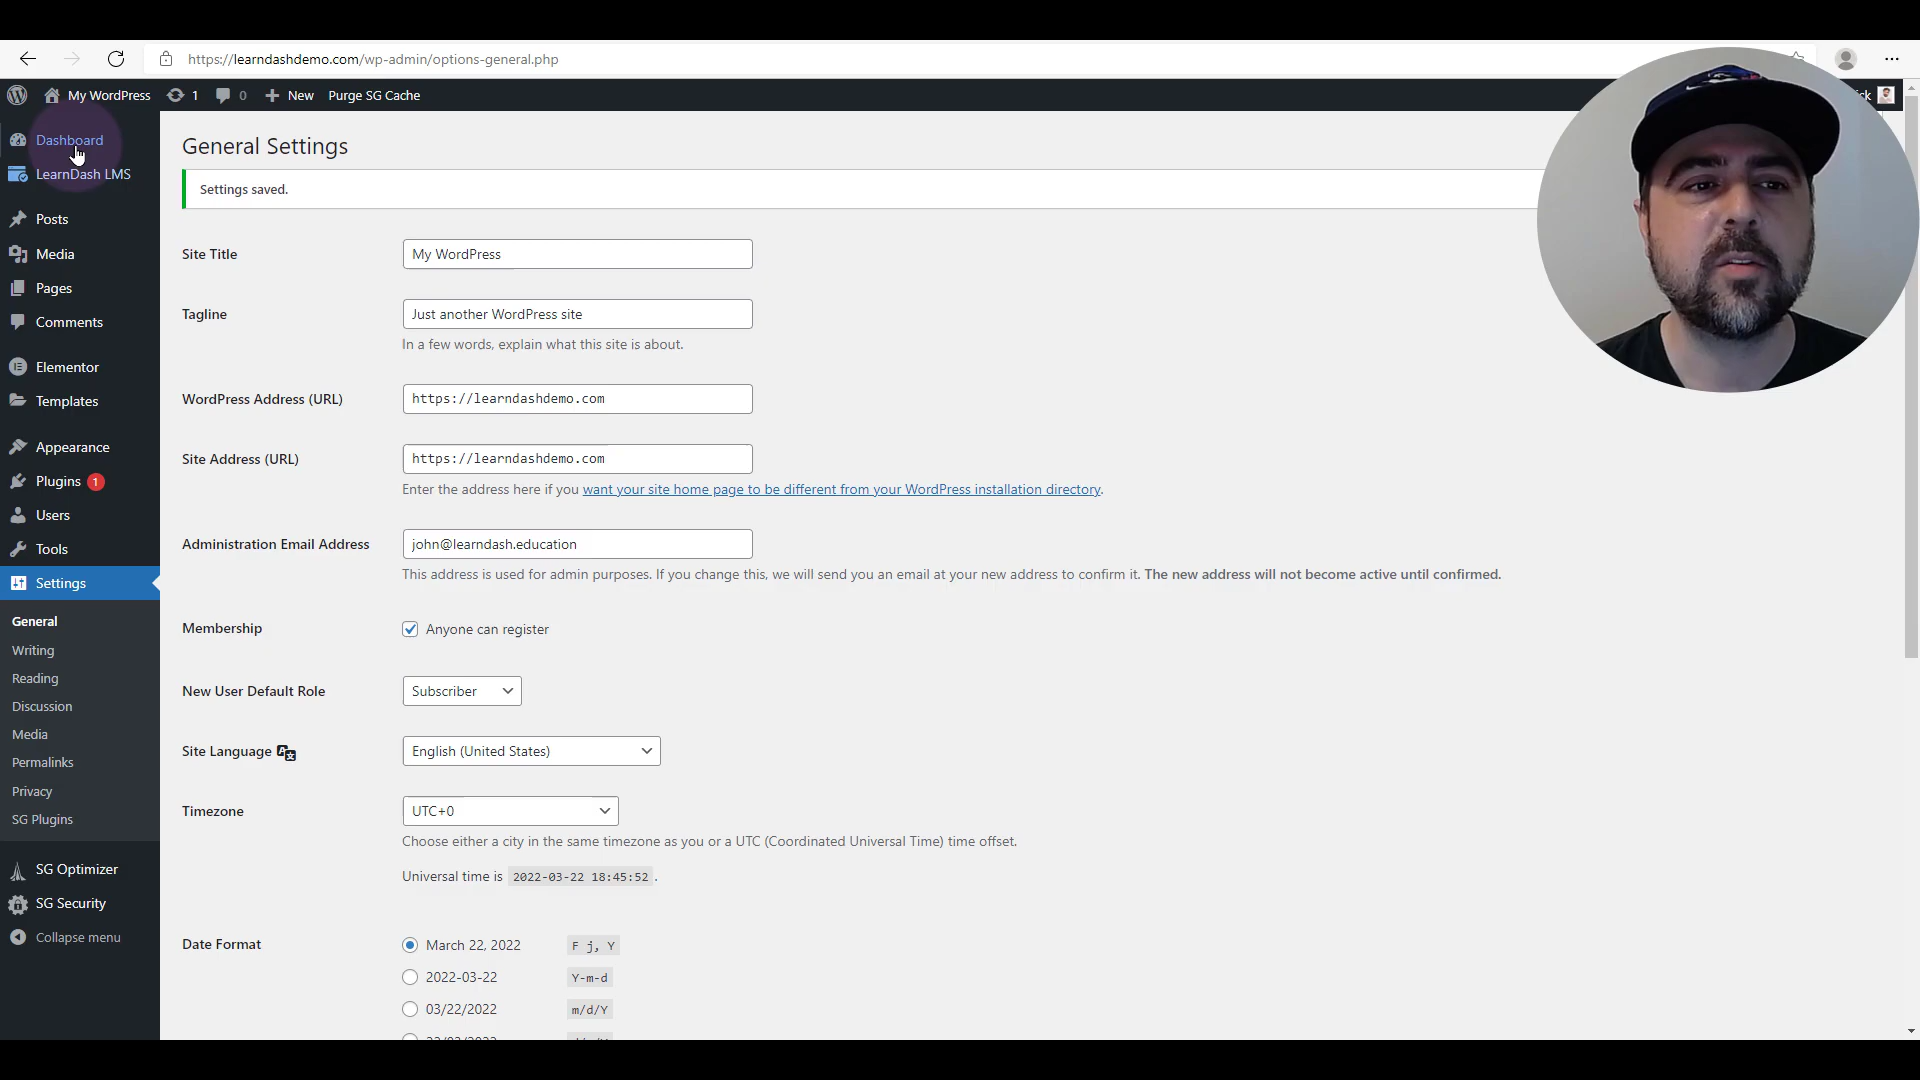 https://learndashdemo.com/wp-admin/options-general.php
My WordPress 1 0 New Purge SG Cache
Dashboard
LearnDash LMS
Posts
Media
Pages
Comments
Elementor
Templates
Appearance
Plugins 1
Users
Tools
Settings
General
Writing
Reading
Discussion
Media
Permalinks
Privacy
SG Plugins
SG Optimizer
SG Security
Collapse menu
General Settings
Settings saved.
Site Title My WordPress
Tagline Just another WordPress site
In a few words, explain what this site is about.
WordPress Address (URL) https://learndashdemo.com
Site Address (URL) https://learndashdemo.com
Enter the address here if you want your site home page to be different from your WordPress installation directory.
Administration Email Address john@learndash.education
This address is used for admin purposes. If you change this, we will send you an email at your new address to confirm it. The new address will not become active until confirmed.
Membership Anyone can register
New User Default Role Subscriber
Site Language English (United States)
Timezone UTC+0
Choose either a city in the same timezone as you or a UTC (Coordinated Universal Time) time offset.
Universal time is 2022-03-22 18:45:52 .
Date Format March 22, 2022 F j, Y
2022-03-22 Y-m-d
03/22/2022 m/d/Y